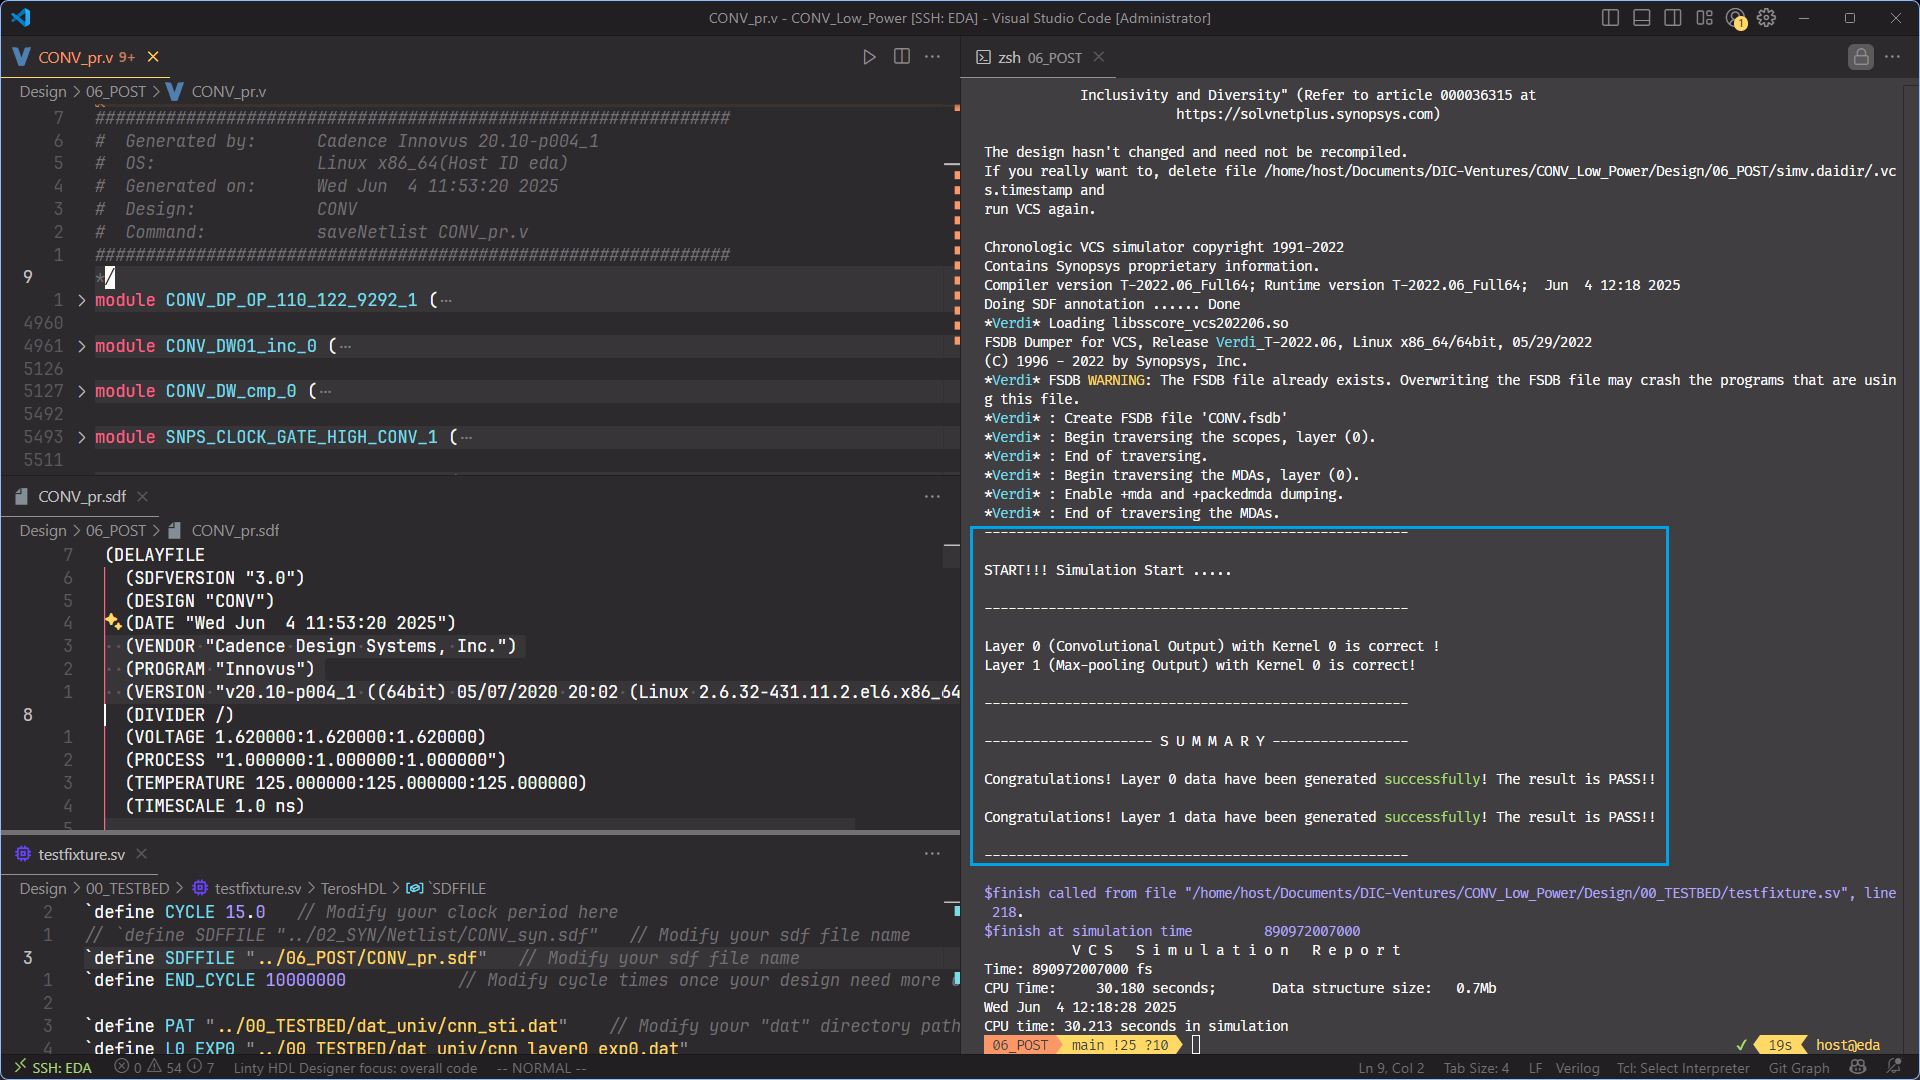 CONV_pr.v - CONV_Low_Power [SSH: EDA] - Visual Studio Code [Administrator]
1
CONV_pr.v 9+
Design > 06_POST > CONV_pr.v
7 ###############################################################
6 #  Generated by:      Cadence Innovus 20.10-p004_1
5 #  OS:                Linux x86_64(Host ID eda)
4 #  Generated on:      Wed Jun  4 11:53:20 2025
3 #  Design:            CONV
2 #  Command:           saveNetlist CONV_pr.v
1 ###############################################################
9 */
1 > module CONV_DP_OP_110_122_9292_1 (···
4960
4961 > module CONV_DW01_inc_0 (···
5126
5127 > module CONV_DW_cmp_0 (···
5492
5493 > module SNPS_CLOCK_GATE_HIGH_CONV_1 (···
5511
CONV_pr.sdf
Design > 06_POST > CONV_pr.sdf
7 (DELAYFILE
6   (SDFVERSION "3.0")
5   (DESIGN "CONV")
4   (DATE "Wed Jun  4 11:53:20 2025")
3   (VENDOR "Cadence Design Systems, Inc.")
2   (PROGRAM "Innovus")
1   (VERSION "v20.10-p004_1 ((64bit) 05/07/2020 20:02 (Linux 2.6.32-431.11.2.el6.x86_64
8   (DIVIDER /)
1   (VOLTAGE 1.620000:1.620000:1.620000)
2   (PROCESS "1.000000:1.000000:1.000000")
3   (TEMPERATURE 125.000000:125.000000:125.000000)
4   (TIMESCALE 1.0 ns)
5
testfixture.sv
Design > 00_TESTBED > testfixture.sv > TerosHDL > `SDFFILE
2 `define CYCLE 15.0   // Modify your clock period here
1 // `define SDFFILE "../02_SYN/Netlist/CONV_syn.sdf"   // Modify your sdf file name
3 `define SDFFILE "../06_POST/CONV_pr.sdf"   // Modify your sdf file name
1 `define END_CYCLE 10000000           // Modify cycle times once your design need more
2
3 `define PAT "../00_TESTBED/dat_univ/cnn_sti.dat"    // Modify your "dat" directory path
4 `define L0_EXP0 "../00_TESTBED/dat_univ/cnn_layer0_exp0.dat"
zsh 06_POST
Inclusivity and Diversity" (Refer to article 000036315 at
https://solvnetplus.synopsys.com)
The design hasn't changed and need not be recompiled.
If you really want to, delete file /home/host/Documents/DIC-Ventures/CONV_Low_Power/Design/06_POST/simv.daidir/.vc
s.timestamp and
run VCS again.
Chronologic VCS simulator copyright 1991-2022
Contains Synopsys proprietary information.
Compiler version T-2022.06_Full64; Runtime version T-2022.06_Full64;  Jun  4 12:18 2025
Doing SDF annotation ...... Done
*Verdi* Loading libsscore_vcs202206.so
FSDB Dumper for VCS, Release Verdi_T-2022.06, Linux x86_64/64bit, 05/29/2022
(C) 1996 - 2022 by Synopsys, Inc.
*Verdi* FSDB WARNING: The FSDB file already exists. Overwriting the FSDB file may crash the programs that are usin
g this file.
*Verdi* : Create FSDB file 'CONV.fsdb'
*Verdi* : Begin traversing the scopes, layer (0).
*Verdi* : End of traversing.
*Verdi* : Begin traversing the MDAs, layer (0).
*Verdi* : Enable +mda and +packedmda dumping.
*Verdi* : End of traversing the MDAs.
-----------------------------------------------------
START!!! Simulation Start .....
-----------------------------------------------------
Layer 0 (Convolutional Output) with Kernel 0 is correct !
Layer 1 (Max-pooling Output) with Kernel 0 is correct!
-----------------------------------------------------
--------------------- S U M M A R Y -----------------
Congratulations! Layer 0 data have been generated successfully! The result is PASS!!
Congratulations! Layer 1 data have been generated successfully! The result is PASS!!
-----------------------------------------------------
$finish called from file "/home/host/Documents/DIC-Ventures/CONV_Low_Power/Design/00_TESTBED/testfixture.sv", line
218.
$finish at simulation time         890972007000
V C S   S i m u l a t i o n   R e p o r t
Time: 890972007000 fs
CPU Time:     30.180 seconds;       Data structure size:   0.7Mb
Wed Jun  4 12:18:28 2025
CPU time: 30.213 seconds in simulation
06_POST main !25 ?10 ✓ 19s host@eda
SSH: EDA 0 54 7 Linty HDL Designer focus: overall code -- NORMAL -- Ln 9, Col 2 Tab Size: 4 LF Verilog Tcl: Select Interpreter Git Graph